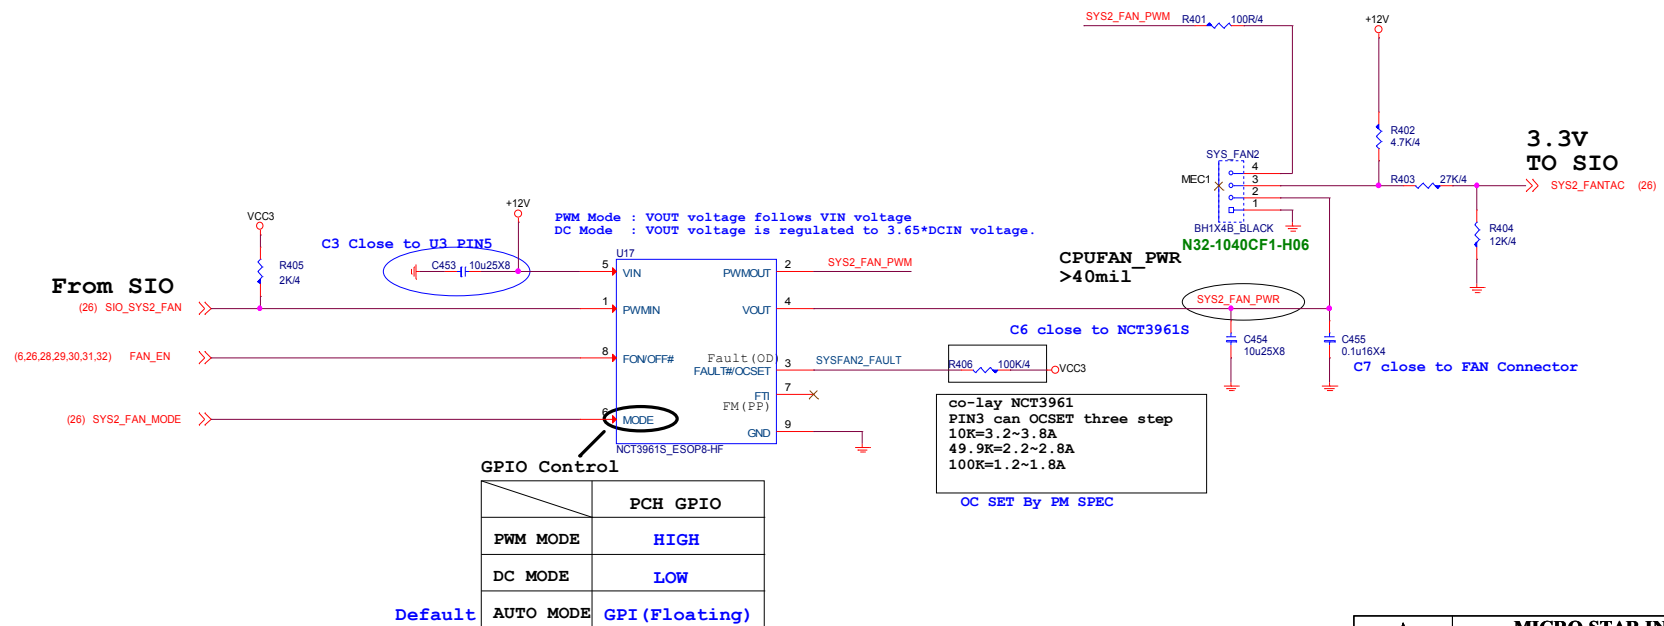 SYS2_FAN_PWM
R401
100R/4
+12V
R402
4.7K/4
3.3V
TO SIO
SYS_FAN2
4
3
2
1
MEC1
R403
27K/4
SYS2_FANTAC (26)
BH1X4B_BLACK
N32-1040CF1-H06
R404
12K/4
VCC3
+12V
PWM Mode : VOUT voltage follows VIN voltage
DC Mode : VOUT voltage is regulated to 3.65*DCIN voltage.
C3 Close to U3 PIN5
C453
10u25X8
R405
2K/4
U17
5
VIN
PWMOUT
2
SYS2_FAN_PWM
CPUFAN_PWR
>40mil
From SIO
(26) SIO_SYS2_FAN
1
PWMIN
VOUT
4
SYS2_FAN_PWR
C6 close to NCT3961S
C454
10u25X8
C455
0.1u16X4
C7 close to FAN Connector
(6,26,28,29,30,31,32) FAN_EN
8
FON/OFF#
Fault(OD)
FAULT#/OCSET
3
SYSFAN2_FAULT
R406
100K/4
VCC3
FTI
7
FM(PP)
(26) SYS2_FAN_MODE
6
MODE
GND
9
NCT3961S_ESOP8-HF
co-lay NCT3961
PIN3 can OCSET three step
10K=3.2~3.8A
49.9K=2.2~2.8A
100K=1.2~1.8A
OC SET By PM SPEC
GPIO Control
PCH GPIO
PWM MODE HIGH
DC MODE LOW
Default AUTO MODE GPI(Floating)